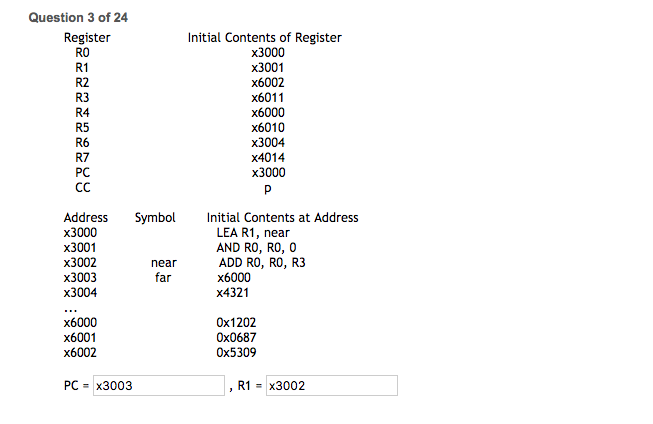 Question 3 of 24
Register Initial Contents of Register
R0 x3000
R1 x3001
R2 x6002
R3 x6011
R4 x6000
R5 x6010
R6 x3004
R7 x4014
PC x3000
CC p
Address Symbol Initial Contents at Address
x3000 LEA R1, near
x3001 AND R0, R0, 0
x3002 near ADD R0, R0, R3
x3003 far x6000
x3004 x4321
...
x6000 0x1202
x6001 0x0687
x6002 0x5309
PC = x3003 , R1 = x3002